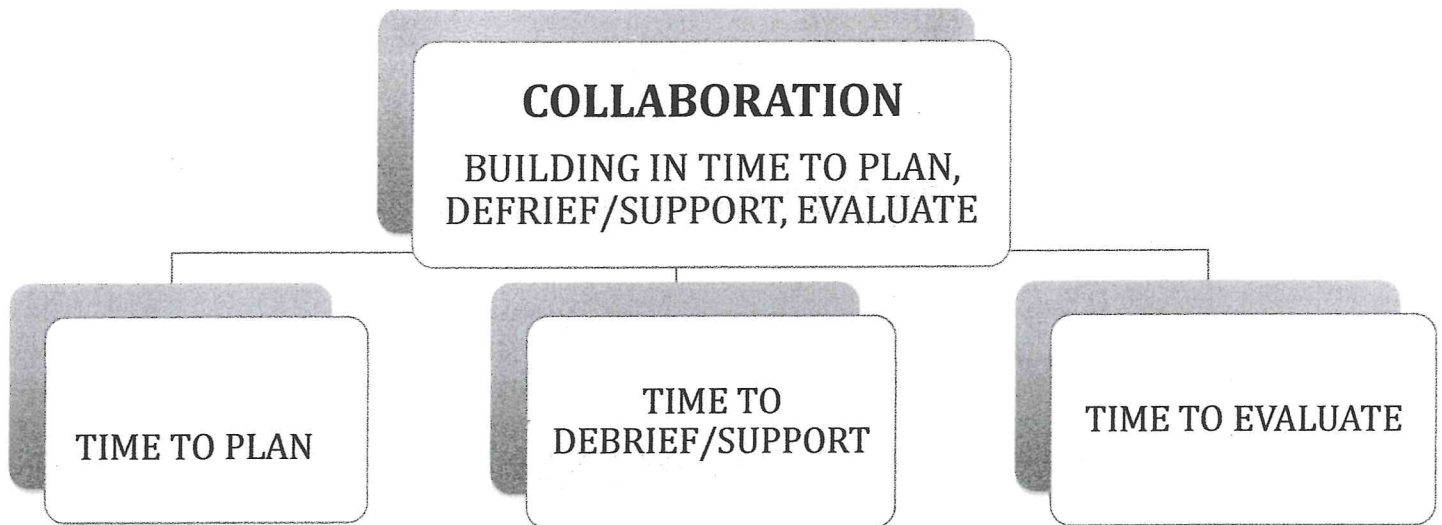 COLLABORATION
BUILDING IN TIME TO PLAN,
DEFRIEF/SUPPORT, EVALUATE
TIME TO PLAN
TIME TO
DEBRIEF/SUPPORT
TIME TO EVALUATE